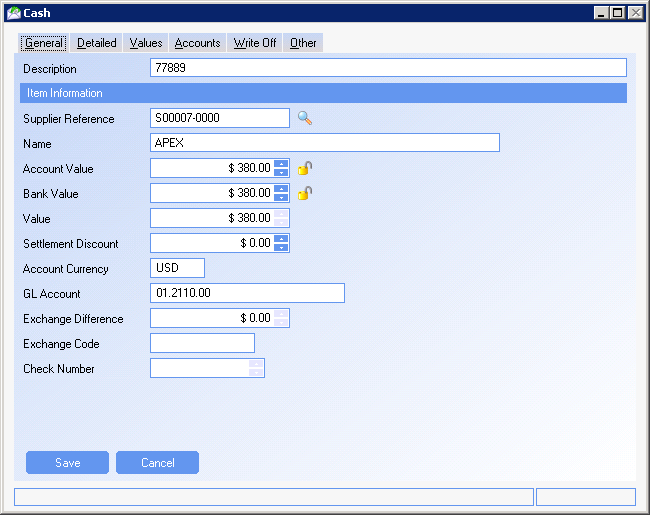 Cash
General Detailed Values Accounts Write Off Other
Description 77889
Item Information
Supplier Reference S00007-0000
Name APEX
Account Value $ 380.00
Bank Value $ 380.00
Value $ 380.00
Settlement Discount $ 0.00
Account Currency USD
GL Account 01.2110.00
Exchange Difference $ 0.00
Exchange Code
Check Number
Save Cancel